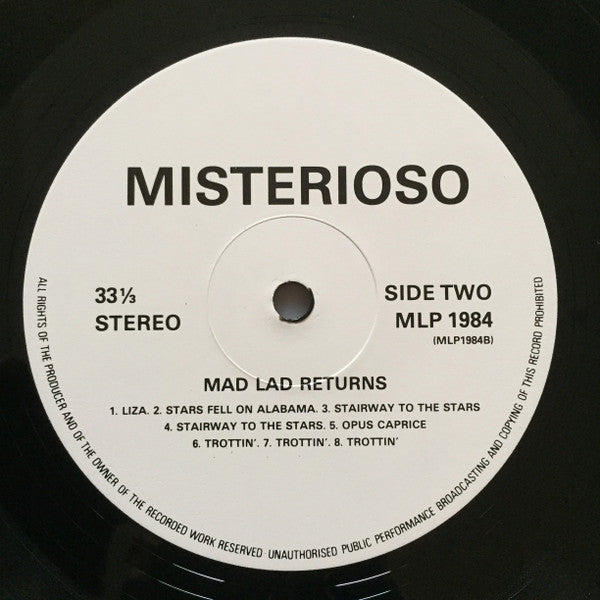 MISTERIOSO
33⅓
STEREO
SIDE TWO
MLP 1984
(MLP1984B)
MAD LAD RETURNS
1. LIZA. 2. STARS FELL ON ALABAMA. 3. STAIRWAY TO THE STARS
4. STAIRWAY TO THE STARS. 5. OPUS CAPRICE
6. TROTTIN'. 7. TROTTIN'. 8. TROTTIN'
ALL RIGHTS OF THE PRODUCER AND OF THE OWNER OF THE RECORDED WORK RESERVED UNAUTHORISED PUBLIC PERFORMANCE BROADCASTING AND COPYING OF THIS RECORD PROHIBITED